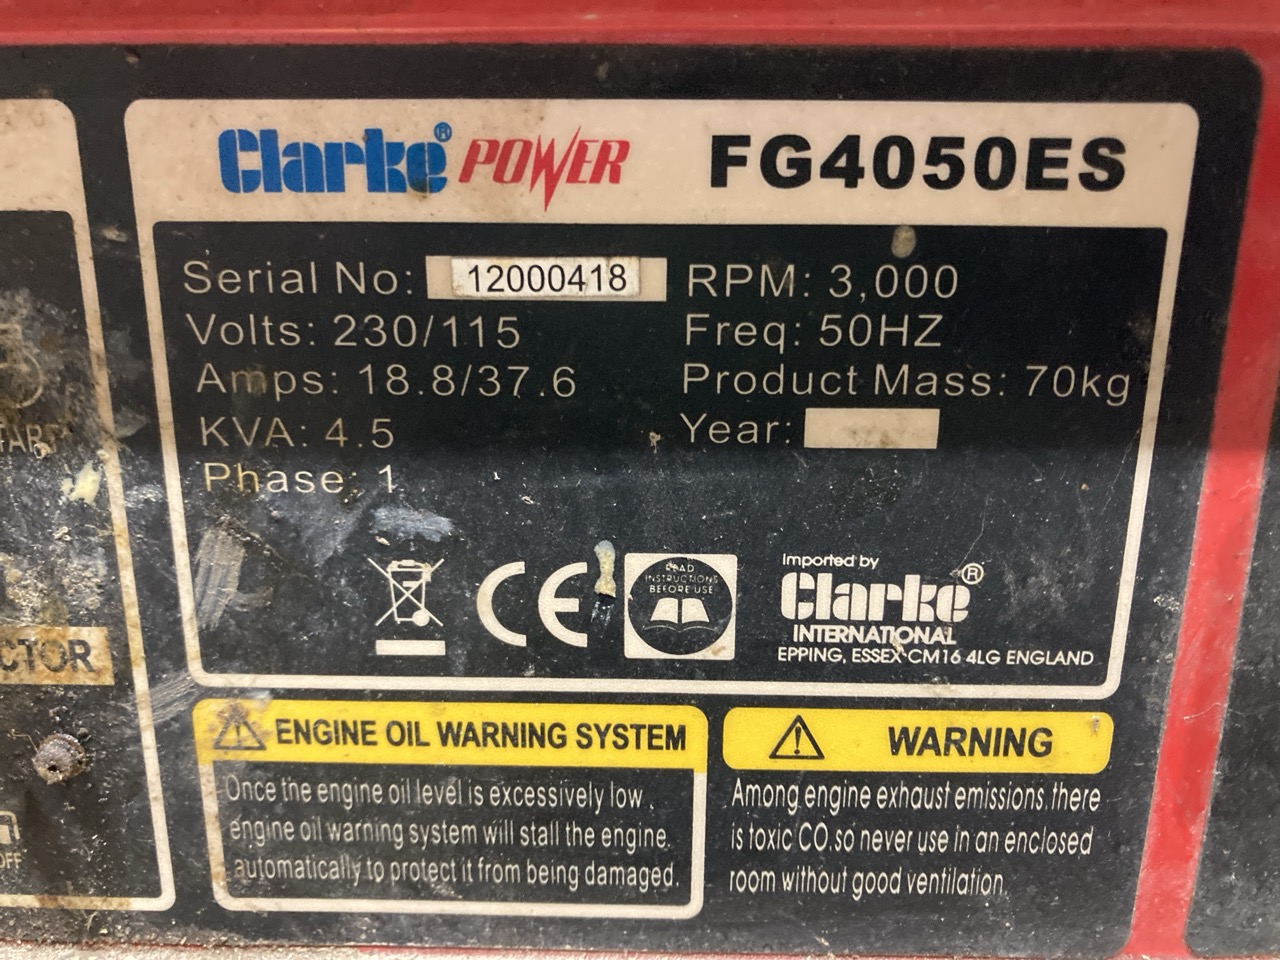 Clarke® POWER FG4050ES
Serial No: 12000418
Volts: 230/115
Amps: 18.8/37.6
KVA: 4.5
Phase: 1
RPM: 3,000
Freq: 50HZ
Product Mass: 70kg
Year:
CE
READ
INSTRUCTIONS
BEFORE USE
Imported by
Clarke®
INTERNATIONAL
EPPING, ESSEX CM16 4LG ENGLAND
ENGINE OIL WARNING SYSTEM
Once the engine oil level is excessively low,
engine oil warning system will stall the engine
automatically to protect it from being damaged.
WARNING
Among engine exhaust emissions, there
is toxic CO.so never use in an enclosed
room without good ventilation.
OFF